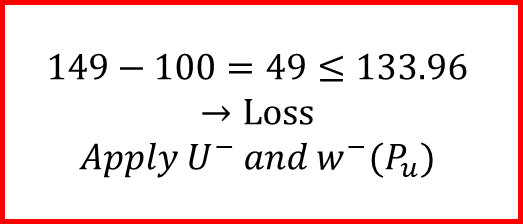 149 − 100 = 49 ≤ 133.96
→ Loss
Apply U⁻ and w⁻(Pᵤ)